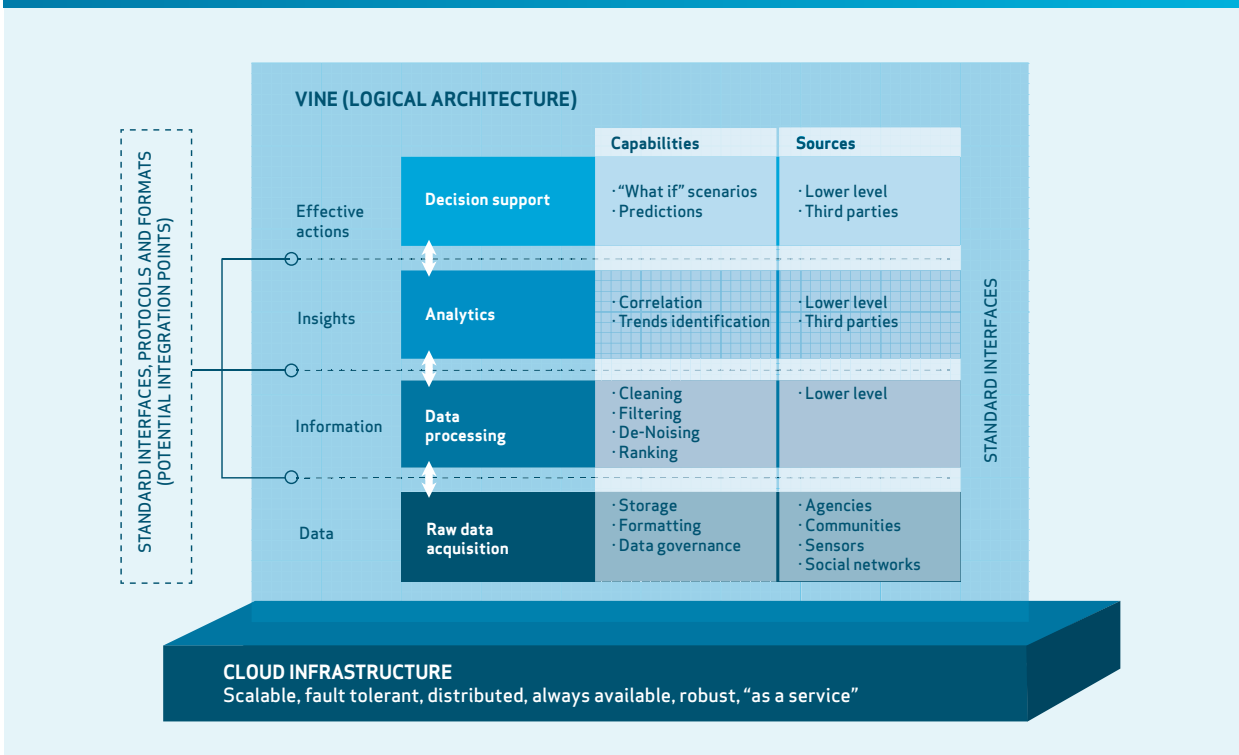 VINE (LOGICAL ARCHITECTURE)
STANDARD INTERFACES, PROTOCOLS AND FORMATS
(POTENTIAL INTEGRATION POINTS)
Capabilities
Sources
Effective
actions
Decision support
· “What if” scenarios
· Predictions
· Lower level
· Third parties
Insights
Analytics
· Correlation
· Trends identification
· Lower level
· Third parties
Information
Data
processing
· Cleaning
· Filtering
· De-Noising
· Ranking
· Lower level
Data
Raw data
acquisition
· Storage
· Formatting
· Data governance
· Agencies
· Communities
· Sensors
· Social networks
STANDARD INTERFACES
CLOUD INFRASTRUCTURE
Scalable, fault tolerant, distributed, always available, robust, “as a service”